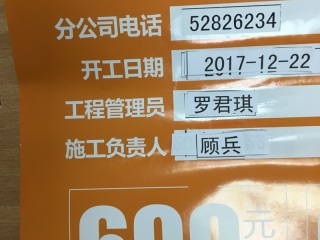 分公司电话 52826234
开工日期 2017-12-22
工程管理员 罗君琪
施工负责人 顾兵
元